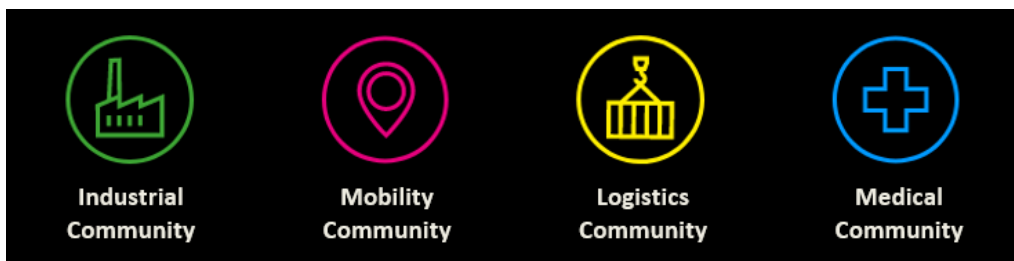 Industrial
Community
Mobility
Community
Logistics
Community
Medical
Community